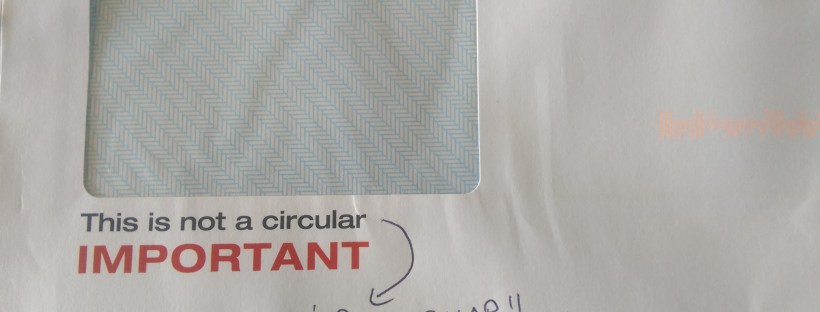 This is not a circular
IMPORTANT